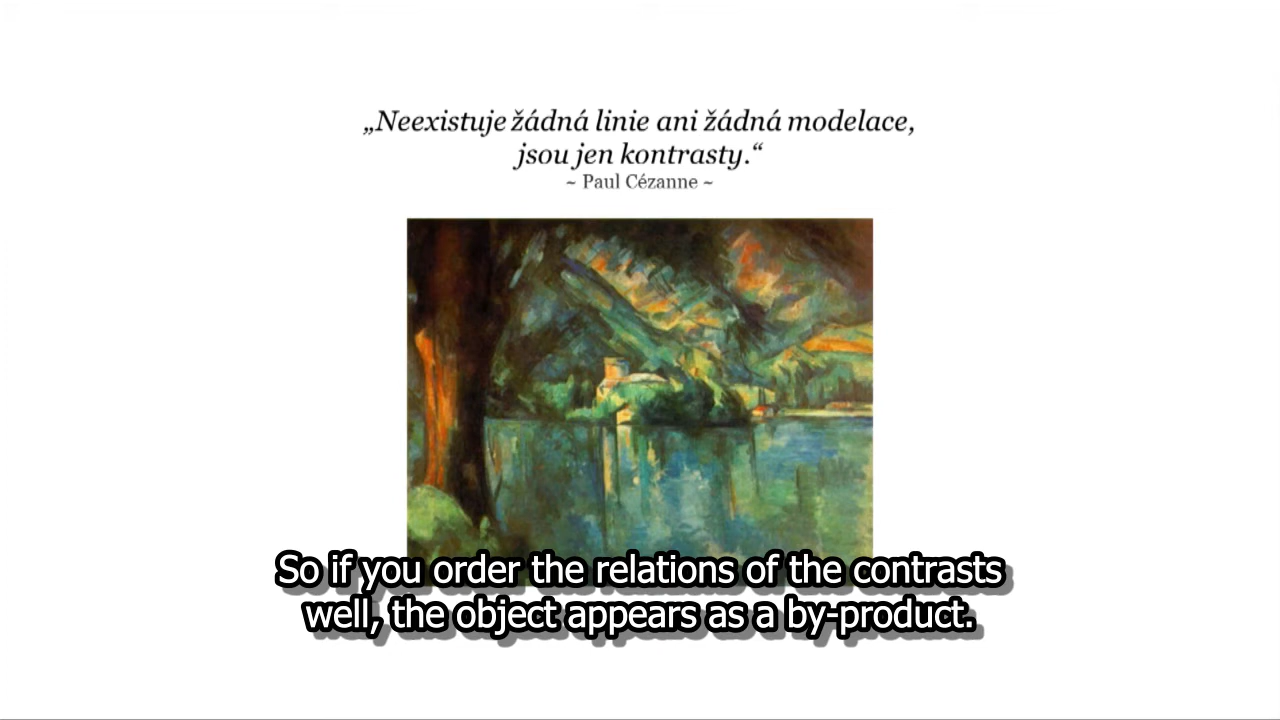 „Neexistuje žádná linie ani žádná modelace,
jsou jen kontrasty.“
~ Paul Cézanne ~
So if you order the relations of the contrasts
well, the object appears as a by-product.